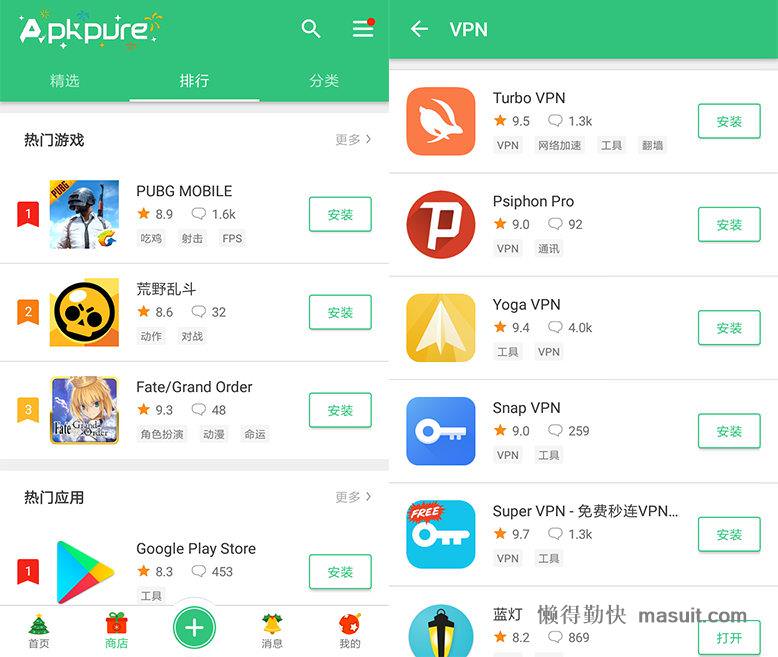 Apkpure
精选 排行 分类
热门游戏 更多
1
PUBG
PUBG MOBILE
8.9 1.6k
吃鸡 射击 FPS
安装
2
荒野乱斗
8.6 32
动作 对战
安装
3
Fate Grand Order
Fate/Grand Order
9.3 48
角色扮演 动漫 命运
安装
热门应用 更多
1
Google Play Store
8.3 453
工具
安装
首页 商店 消息 我的
VPN
Turbo VPN
9.5 1.3k
VPN 网络加速 工具 翻墙
安装
Psiphon Pro
9.0 92
VPN 通讯
安装
Yoga VPN
9.4 4.0k
工具 VPN
安装
Snap VPN
9.0 259
VPN 工具
安装
FREE
Super VPN - 免费秒连VPN...
9.7 1.3k
VPN 工具
安装
蓝灯
8.2 869
打开
懒得勤快 masuit.com